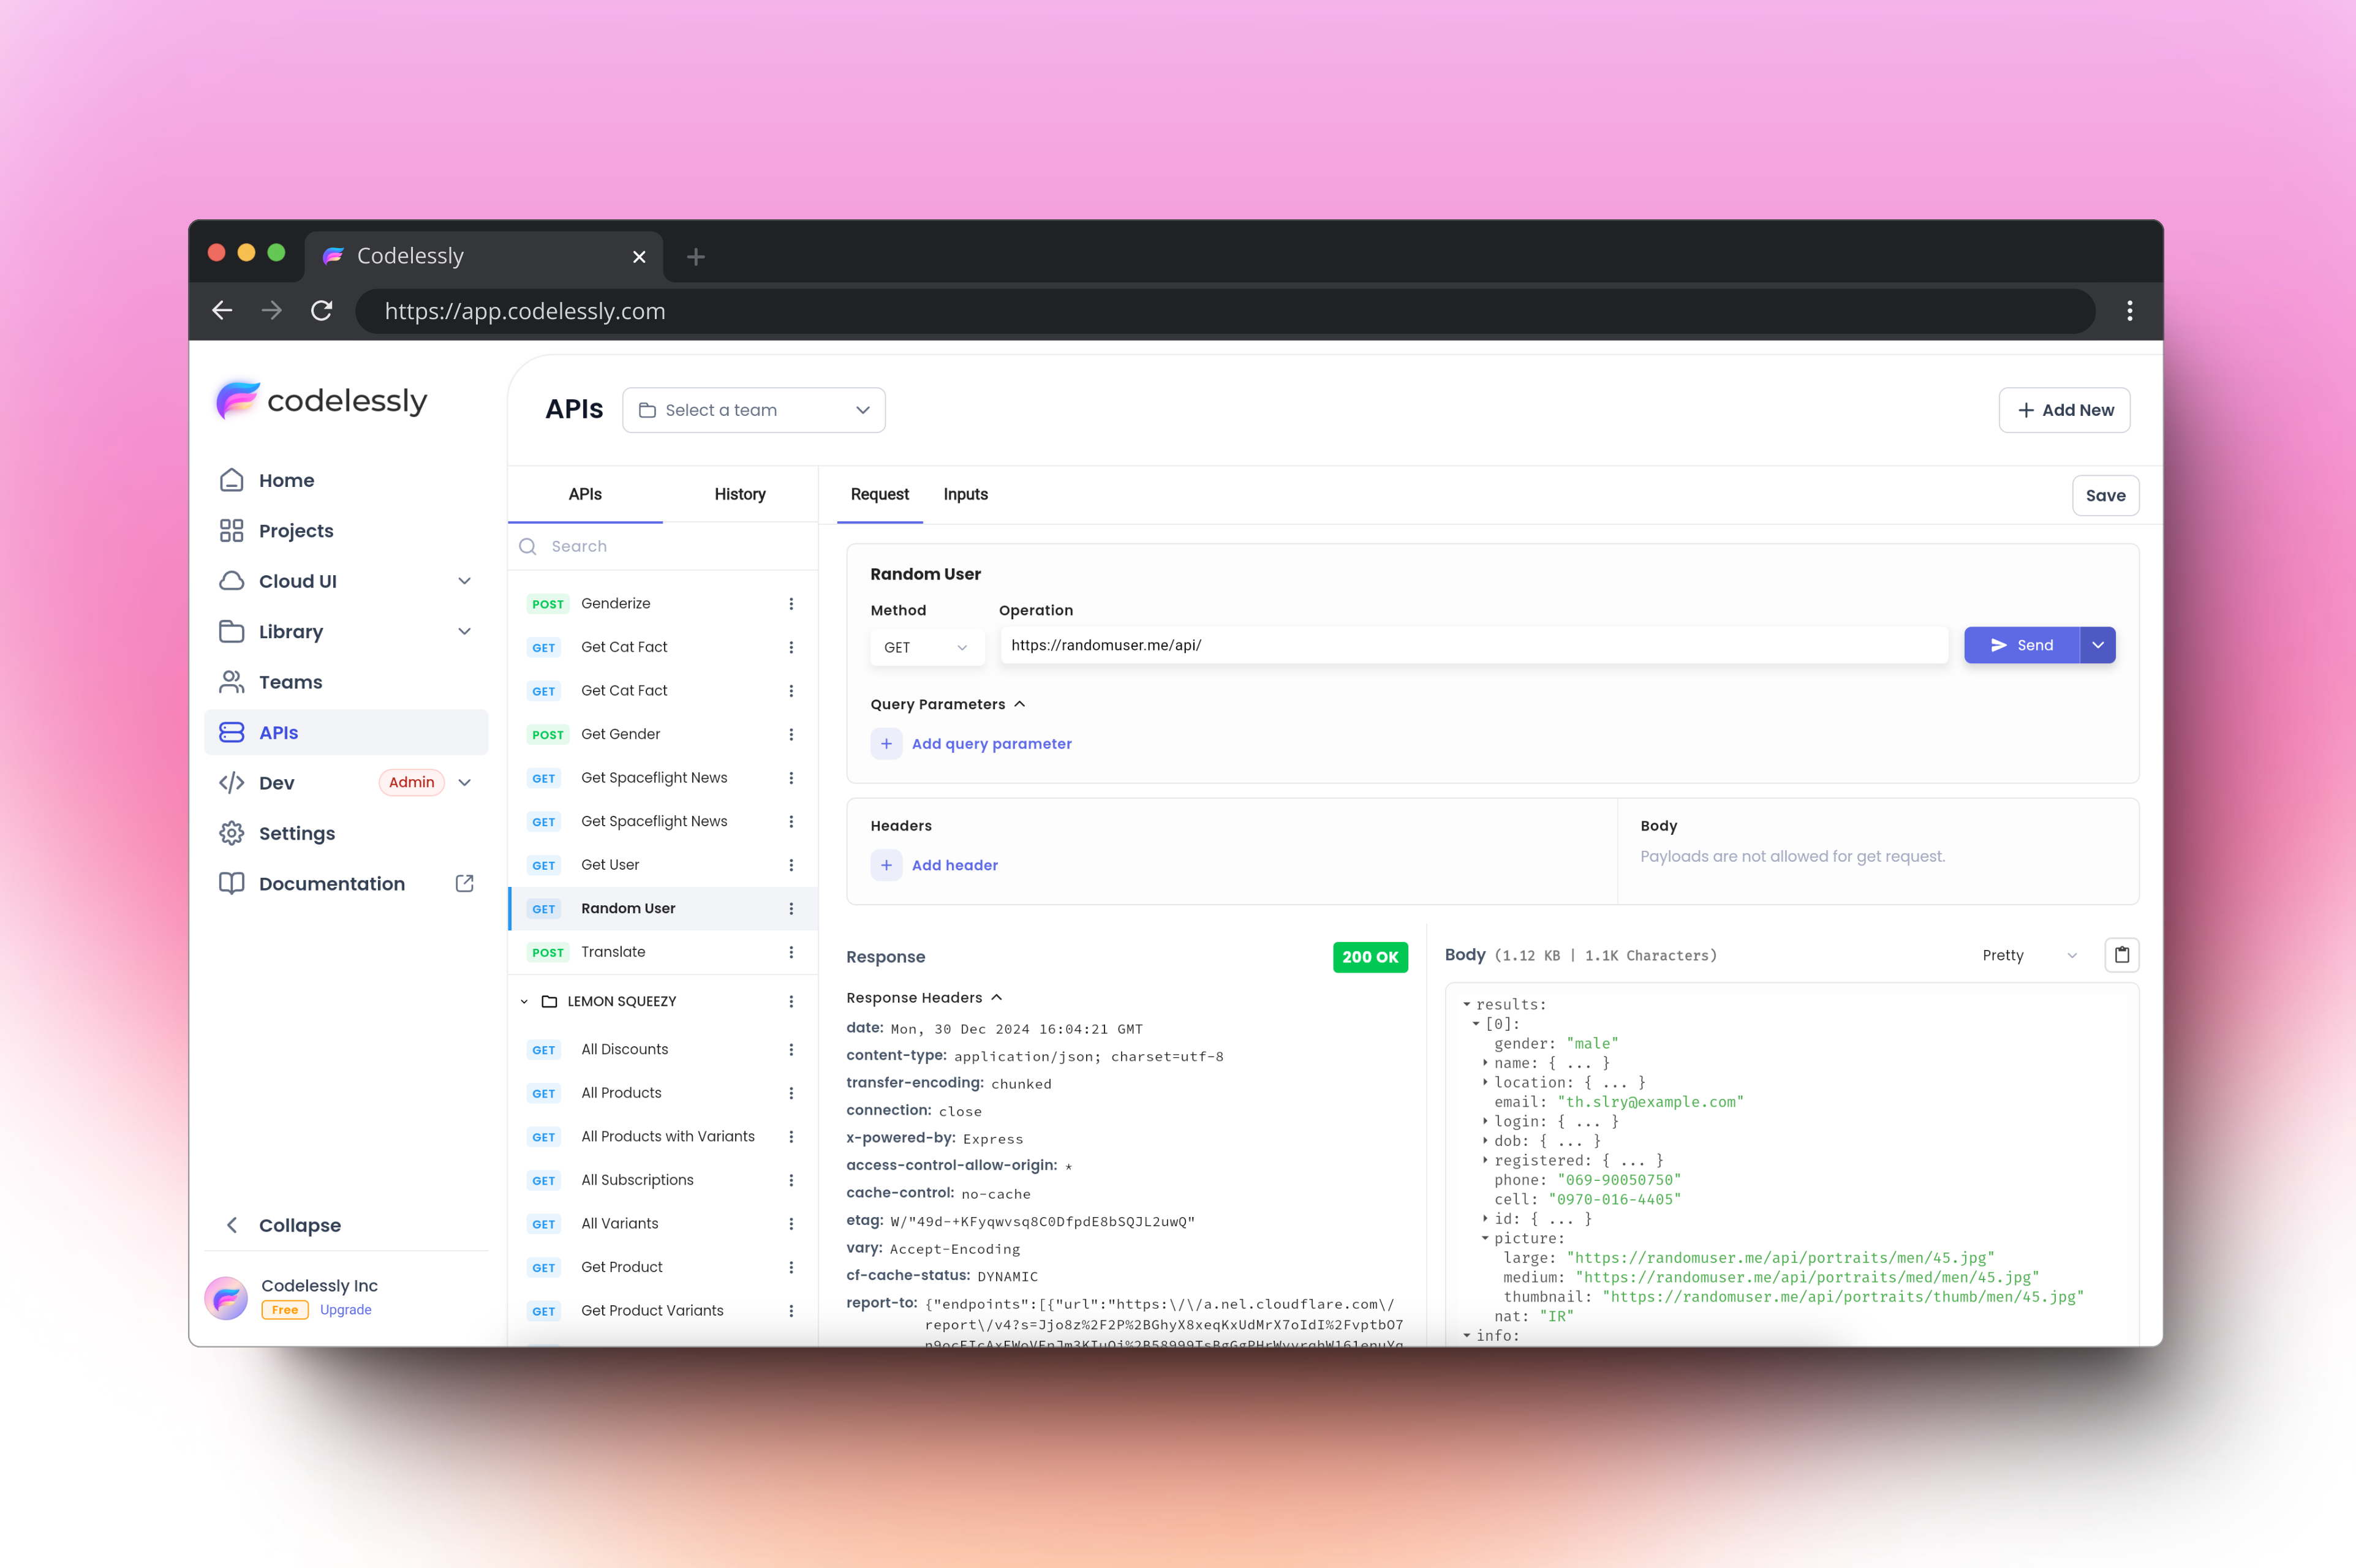 Codelessly
https://app.codelessly.com
codelessly
Home
Projects
Cloud UI
Library
Teams
APIs
Dev Admin
Settings
Documentation
Collapse
Codelessly Inc
Free Upgrade
APIs Select a team
Add New
APIs History
Search
POST Genderize
GET Get Cat Fact
GET Get Cat Fact
POST Get Gender
GET Get Spaceflight News
GET Get Spaceflight News
GET Get User
GET Random User
POST Translate
LEMON SQUEEZY
GET All Discounts
GET All Products
GET All Products with Variants
GET All Subscriptions
GET All Variants
GET Get Product
GET Get Product Variants
Request Inputs
Save
Random User
Method Operation
GET https://randomuser.me/api/ Send
Query Parameters
+ Add query parameter
Headers
+ Add header
Body
Payloads are not allowed for get request.
Response 200 OK
Response Headers
date: Mon, 30 Dec 2024 16:04:21 GMT
content-type: application/json; charset=utf-8
transfer-encoding: chunked
connection: close
x-powered-by: Express
access-control-allow-origin: *
cache-control: no-cache
etag: W/"49d-+KFyqwvsq8C0DfpdE8bSQJL2uwQ"
vary: Accept-Encoding
cf-cache-status: DYNAMIC
report-to: {"endpoints":[{"url":"https:\/\/a.nel.cloudflare.com\/
report\/v4?s=Jjo8z%2F2P%2BGhyX8xeqKxUdMrX7oIdI%2FvptbO7
Body (1.12 KB | 1.1K Characters) Pretty
results:
[0]:
gender: "male"
name: { ... }
location: { ... }
email: "th.slry@example.com"
login: { ... }
dob: { ... }
registered: { ... }
phone: "069-90050750"
cell: "0970-016-4405"
id: { ... }
picture:
large: "https://randomuser.me/api/portraits/men/45.jpg"
medium: "https://randomuser.me/api/portraits/med/men/45.jpg"
thumbnail: "https://randomuser.me/api/portraits/thumb/men/45.jpg"
nat: "IR"
info: